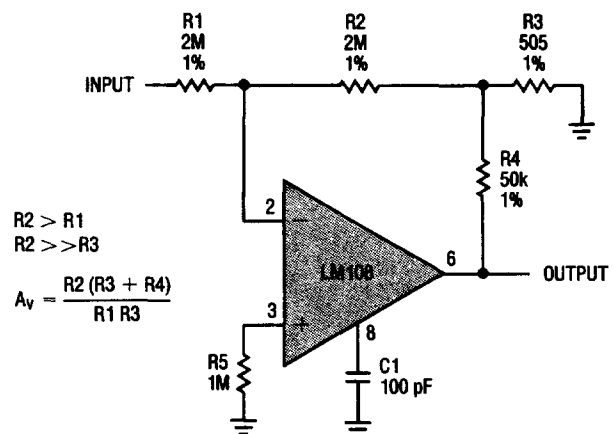 R1
2M
1%
R2
2M
1%
R3
505
1%
INPUT
R4
50k
1%
2
−
R2 > R1
R2 >>R3
6
LM108
OUTPUT
Av = R2 (R3 + R4)
R1 R3
3
+
8
R5
1M
C1
100 pF